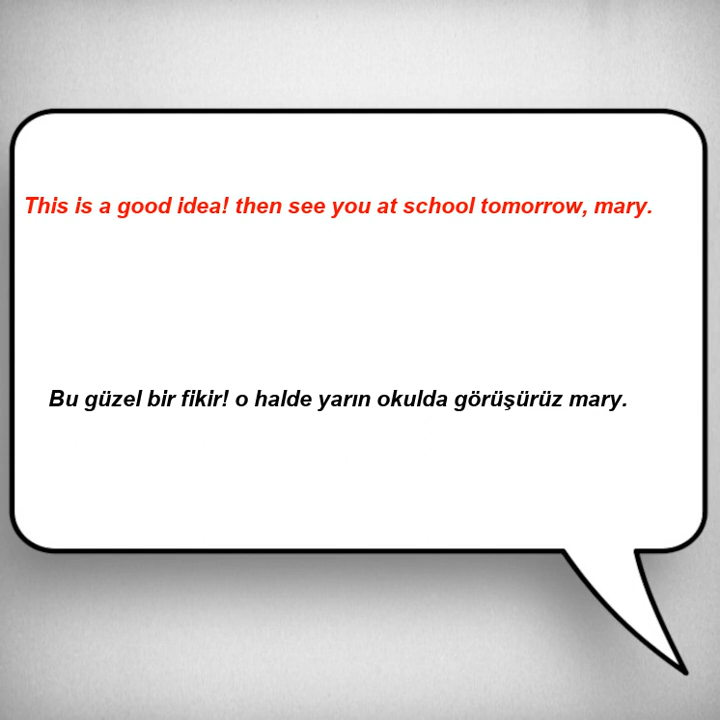 This is a good idea! then see you at school tomorrow, mary.
Bu güzel bir fikir! o halde yarın okulda görüşürüz mary.